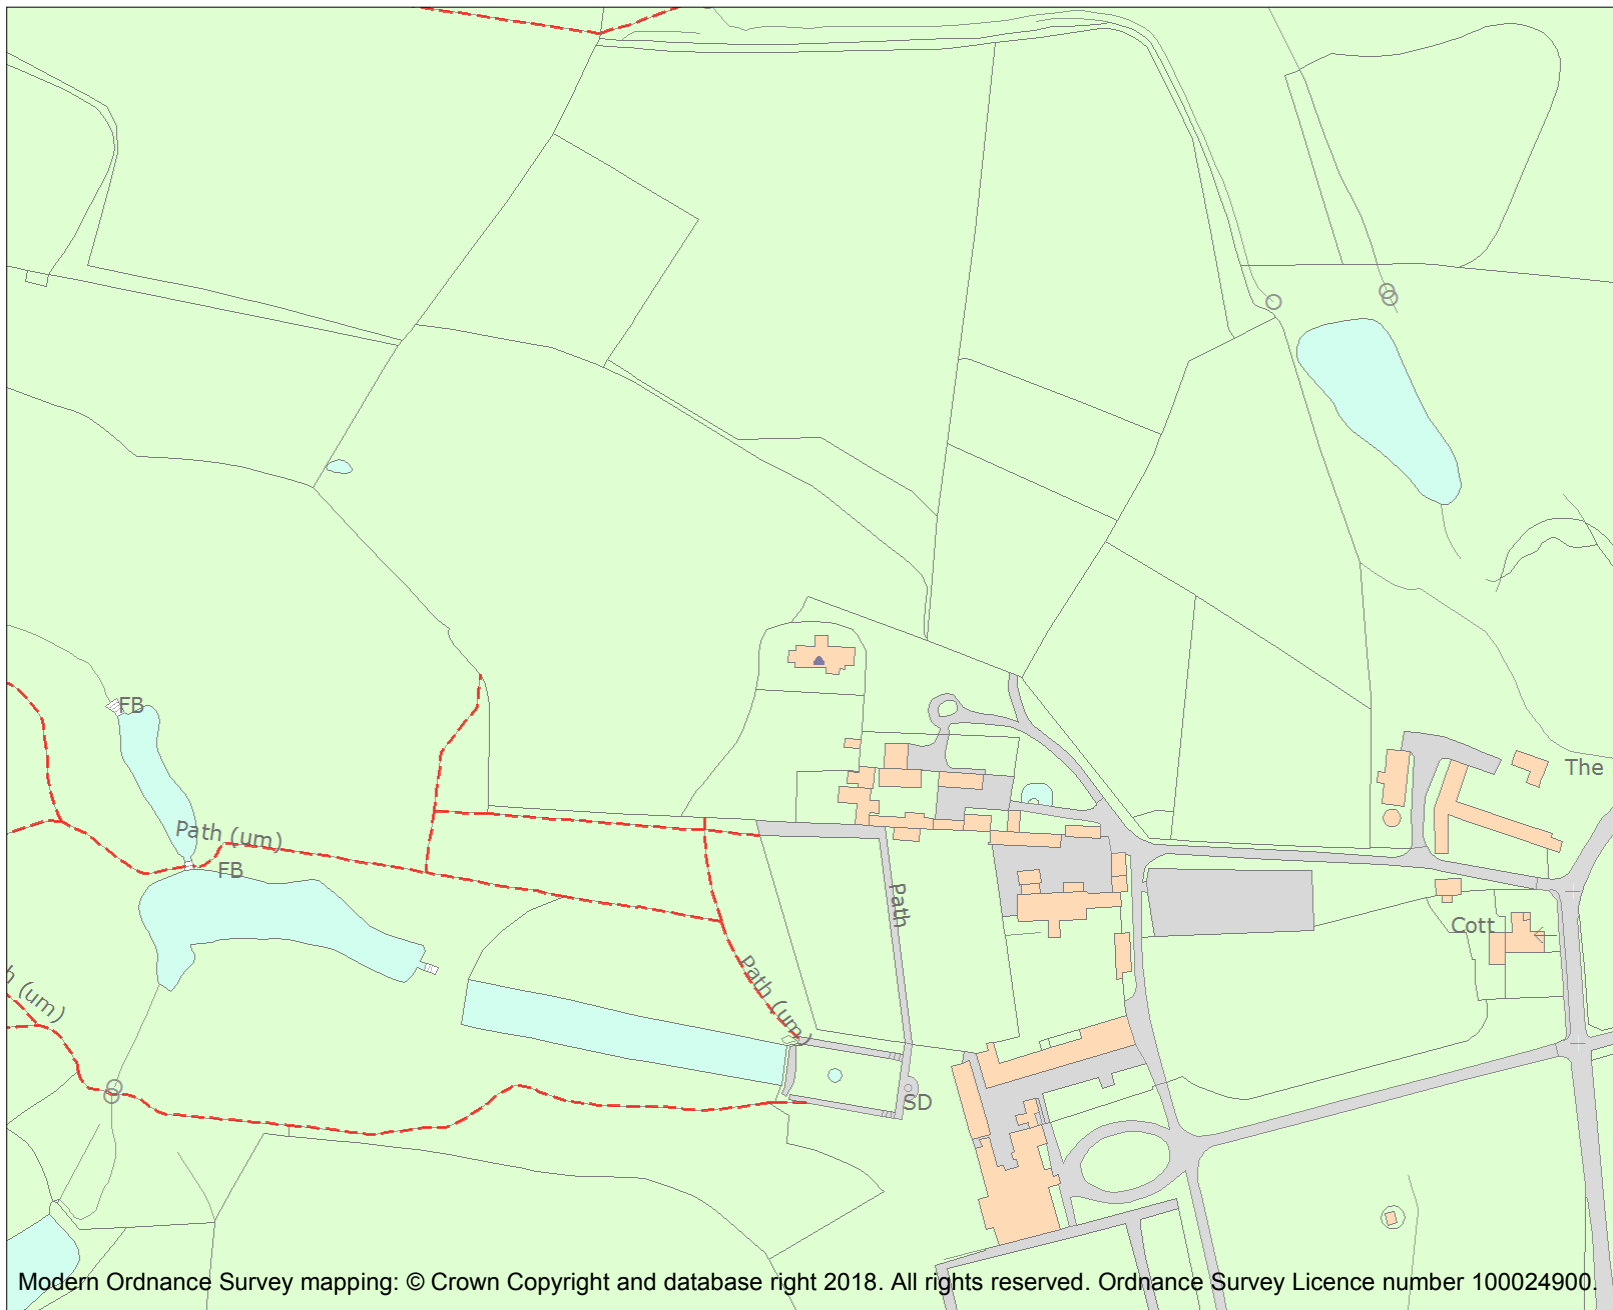 FB
The
Path (um)
FB
Path
Cott
Path (um)
h (um)
SD
Modern Ordnance Survey mapping: © Crown Copyright and database right 2018. All rights reserved. Ordnance Survey Licence number 100024900.